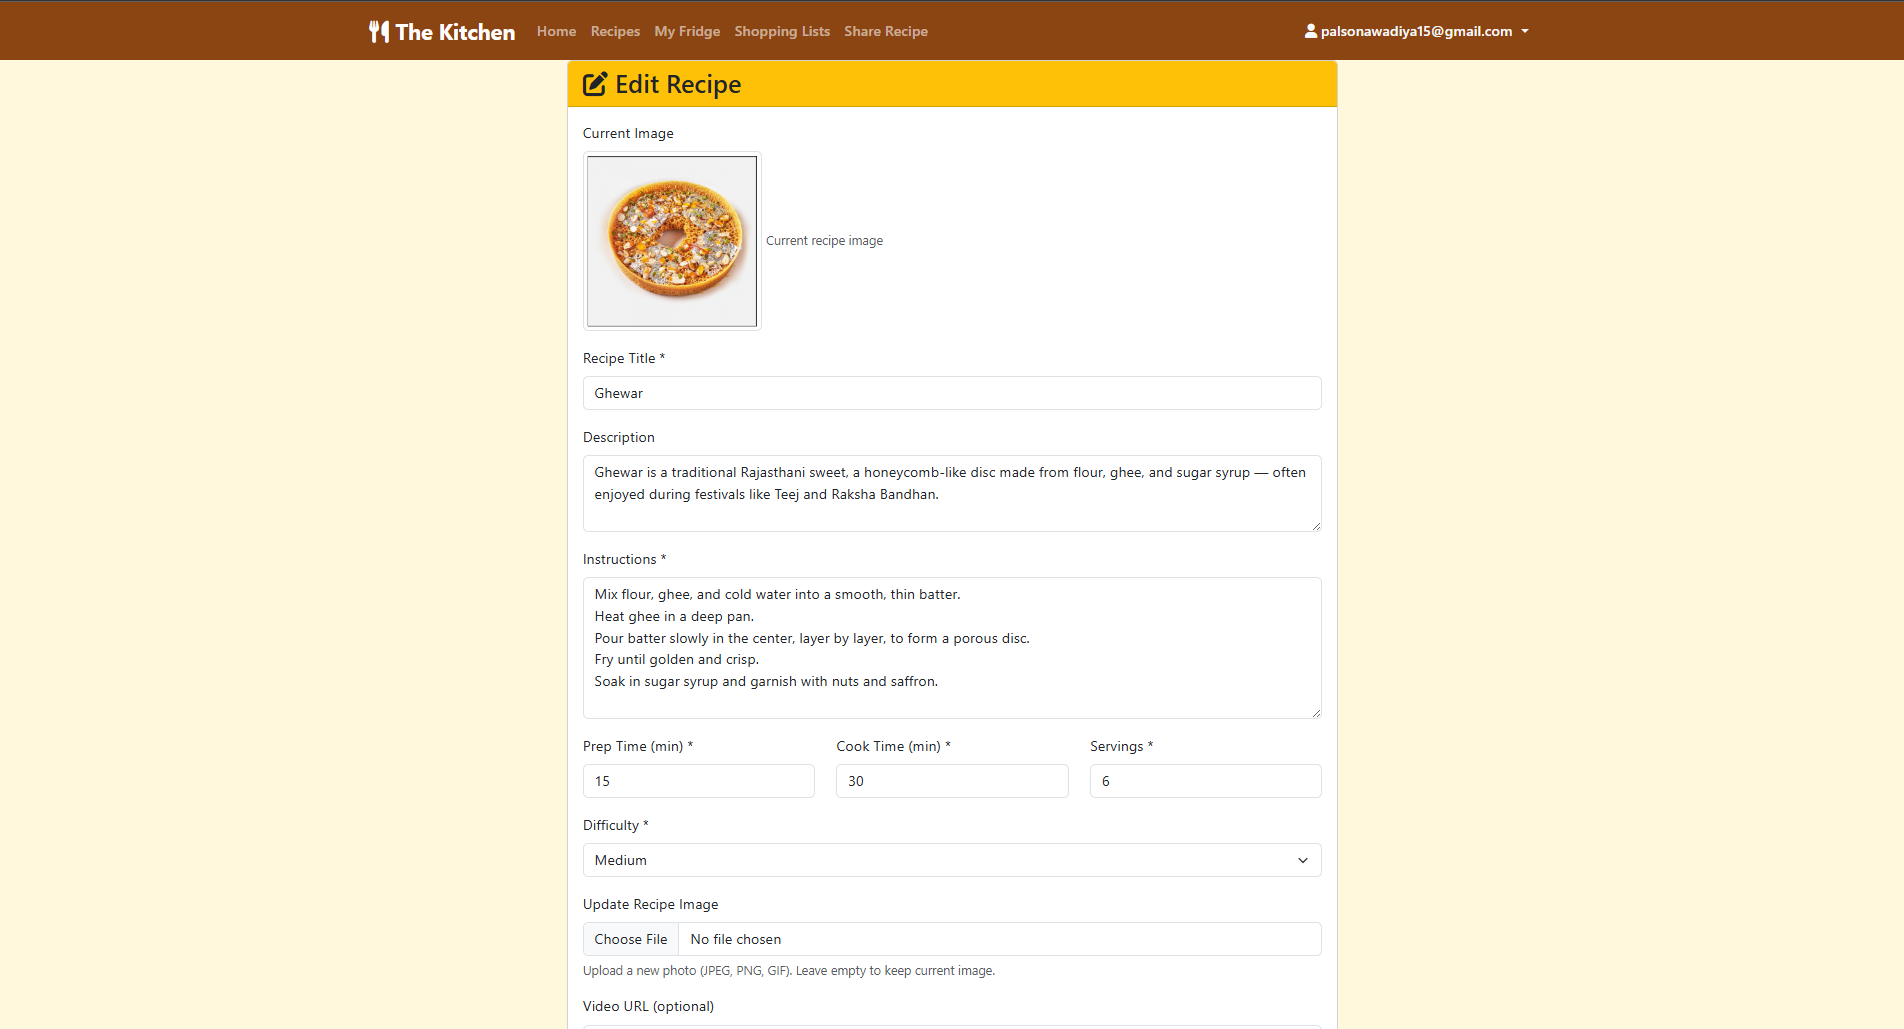 The Kitchen
Home
Recipes
My Fridge
Shopping Lists
Share Recipe
palsonawadiya15@gmail.com
Edit Recipe
Current Image
Current recipe image
Recipe Title *
Ghewar
Description
Ghewar is a traditional Rajasthani sweet, a honeycomb-like disc made from flour, ghee, and sugar syrup — often
enjoyed during festivals like Teej and Raksha Bandhan.
Instructions *
Mix flour, ghee, and cold water into a smooth, thin batter.
Heat ghee in a deep pan.
Pour batter slowly in the center, layer by layer, to form a porous disc.
Fry until golden and crisp.
Soak in sugar syrup and garnish with nuts and saffron.
Prep Time (min) *
Cook Time (min) *
Servings *
15
30
6
Difficulty *
Medium
Update Recipe Image
Choose File
No file chosen
Upload a new photo (JPEG, PNG, GIF). Leave empty to keep current image.
Video URL (optional)